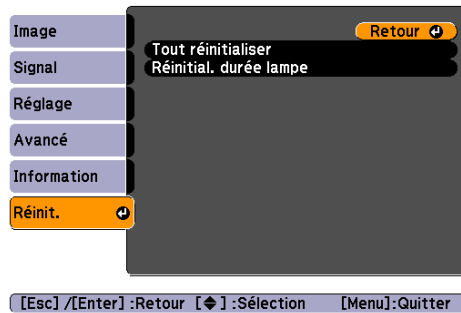 Image
Signal
Réglage
Avancé
Information
Réinit.
Retour
Tout réinitialiser
Réinitial. durée lampe
[Esc] /[Enter] :Retour [◆] :Sélection [Menu]:Quitter